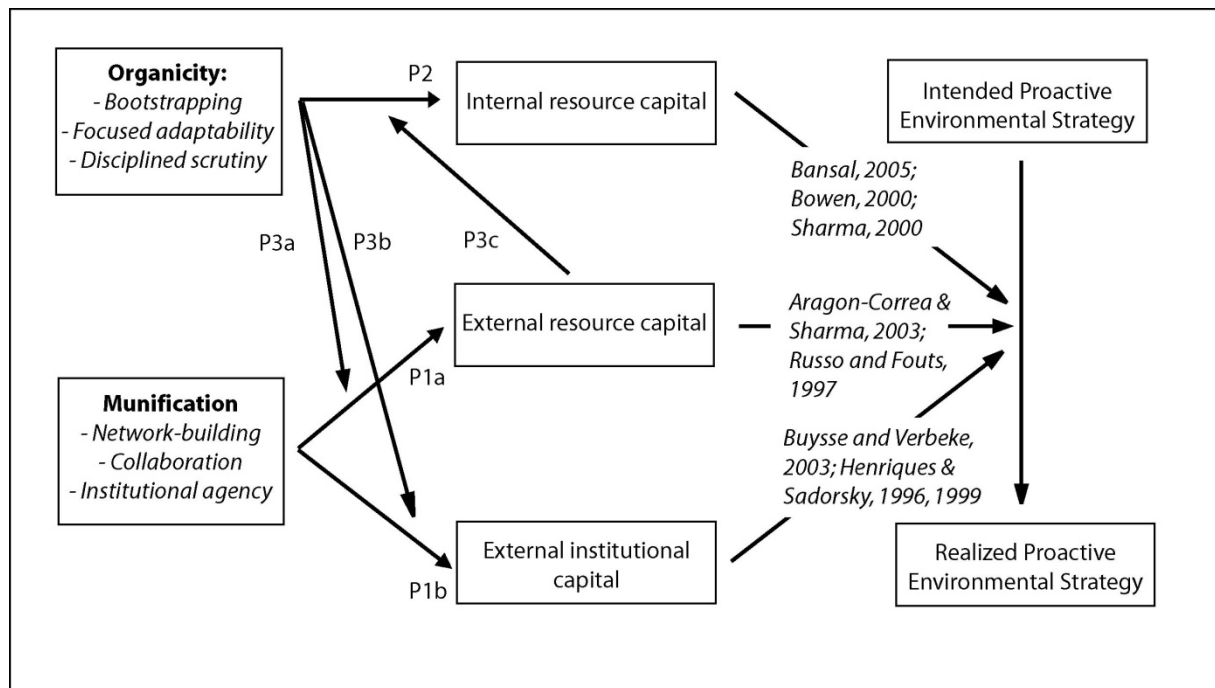 Organicity:
- Bootstrapping
- Focused adaptability
- Disciplined scrutiny
P2
Internal resource capital
Intended Proactive
Environmental Strategy
Bansal, 2005;
Bowen, 2000;
Sharma, 2000
P3a
P3b
P3c
External resource capital
Aragon-Correa &
Sharma, 2003;
Russo and Fouts,
1997
P1a
Munification
- Network-building
- Collaboration
- Institutional agency
Buysse and Verbeke,
2003; Henriques &
Sadorsky, 1996, 1999
P1b
External institutional
capital
Realized Proactive
Environmental Strategy